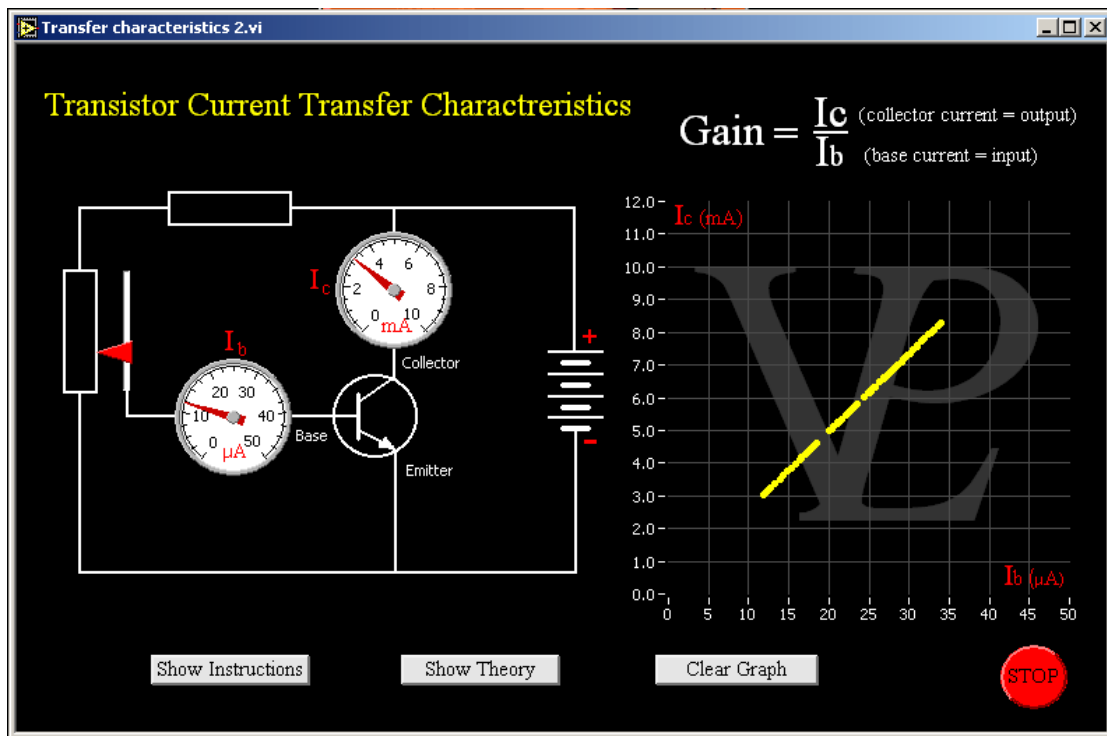 Transfer characteristics 2.vi
Transistor Current Transfer Charactreristics
Gain = Ic (collector current = output)
Ib (base current = input)
Ic
0 2 4 6 8 10
mA
Collector
Ib
0 10 20 30 40 50
µA
Base
Emitter
+
−
Ic (mA)
12.0
11.0
10.0
9.0
8.0
7.0
6.0
5.0
4.0
3.0
2.0
1.0
0.0
Ib (µA)
0 5 10 15 20 25 30 35 40 45 50
VPL
Show Instructions
Show Theory
Clear Graph
STOP